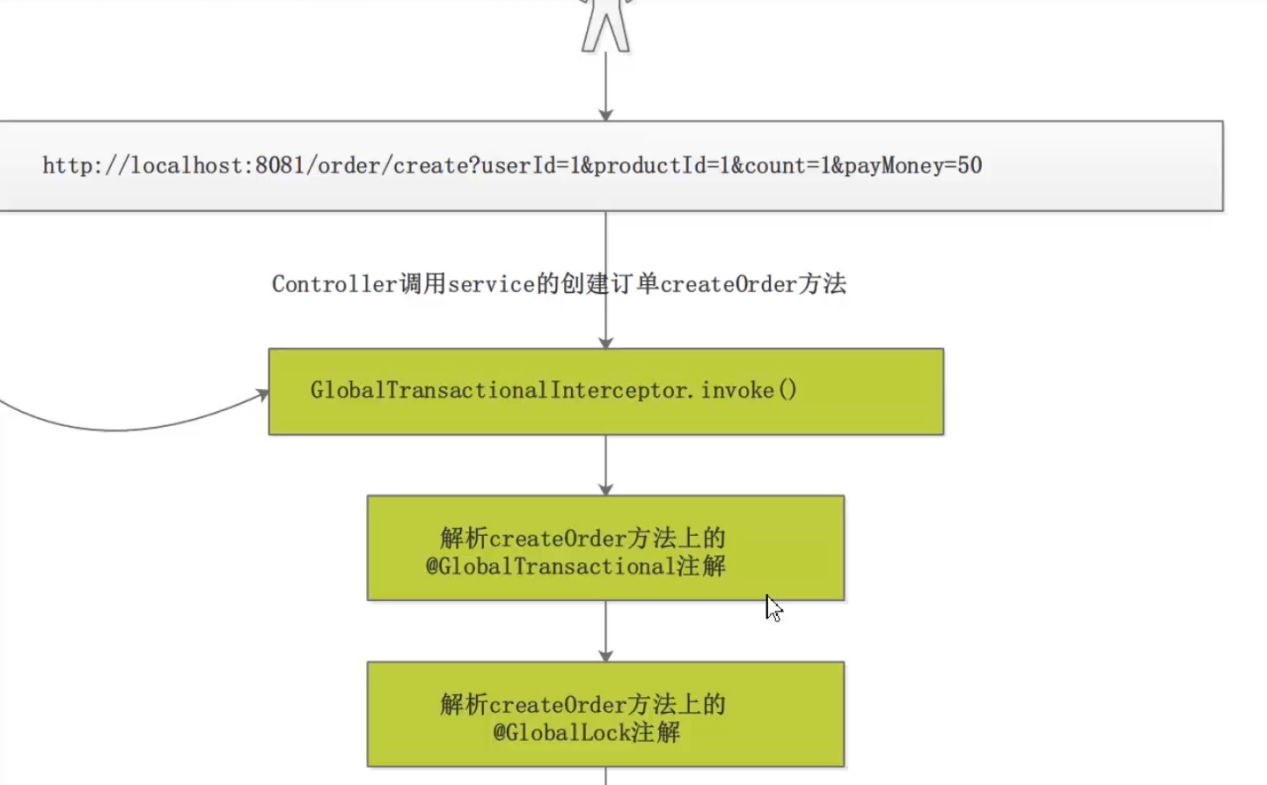 http://localhost:8081/order/create?userId=1&productId=1&count=1&payMoney=50
Controller调用service的创建订单createOrder方法
GlobalTransactionalInterceptor.invoke()
解析createOrder方法上的
@GlobalTransactional注解
解析createOrder方法上的
@GlobalLock注解